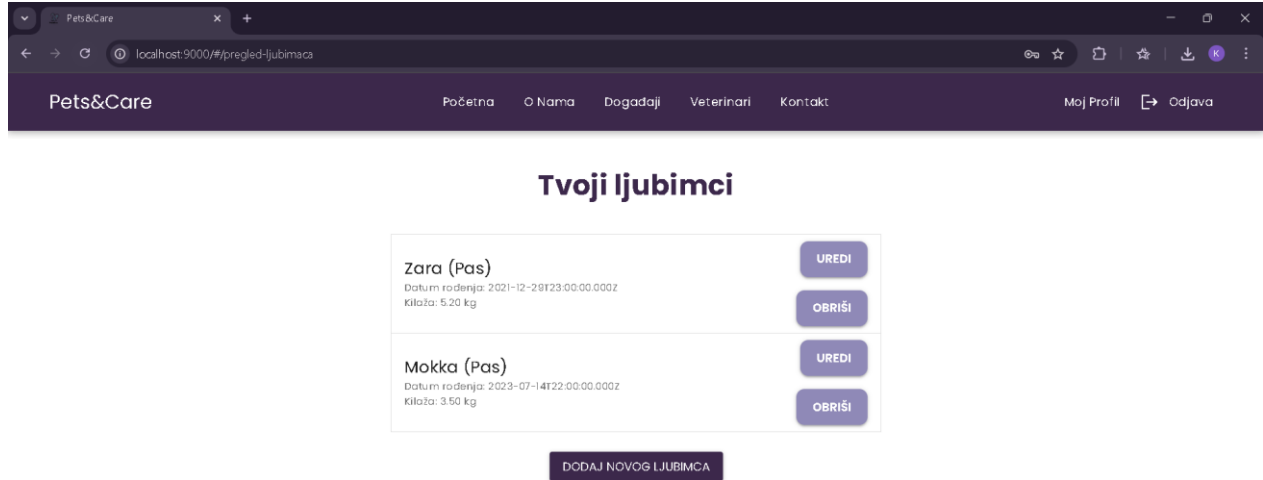 Pets&Care
localhost:9000/#/pregled-ljubimaca
K
Pets&Care Početna O Nama Događaji Veterinari Kontakt Moj Profil Odjava
Tvoji ljubimci
Zara (Pas)
Datum rođenja: 2021-12-29T23:00:00.000Z
Kilaža: 5.20 kg
UREDI
OBRIŠI
Mokka (Pas)
Datum rođenja: 2023-07-14T22:00:00.000Z
Kilaža: 3.50 kg
UREDI
OBRIŠI
DODAJ NOVOG LJUBIMCA